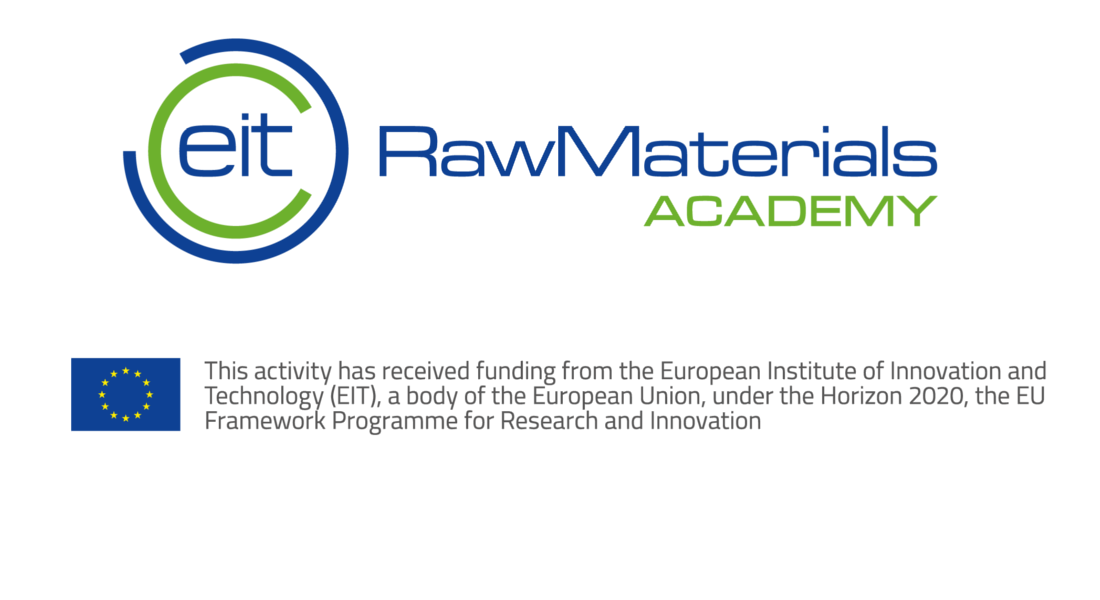 eit RawMaterials
ACADEMY
This activity has received funding from the European Institute of Innovation and
Technology (EIT), a body of the European Union, under the Horizon 2020, the EU
Framework Programme for Research and Innovation